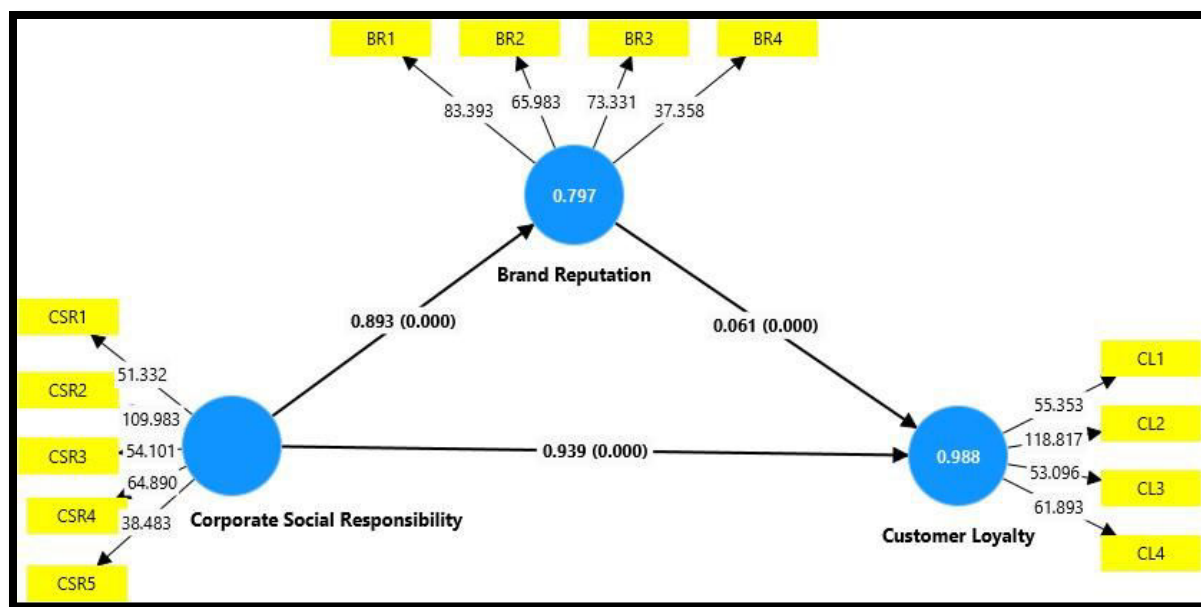 BR1
BR2
BR3
BR4
83.393
65.983
73.331
37.358
0.797
Brand Reputation
0.893 (0.000)
0.061 (0.000)
CSR1
CSR2
CSR3
CSR4
CSR5
51.332
109.983
54.101
64.890
38.483
Corporate Social Responsibility
0.939 (0.000)
0.988
Customer Loyalty
55.353
118.817
53.096
61.893
CL1
CL2
CL3
CL4